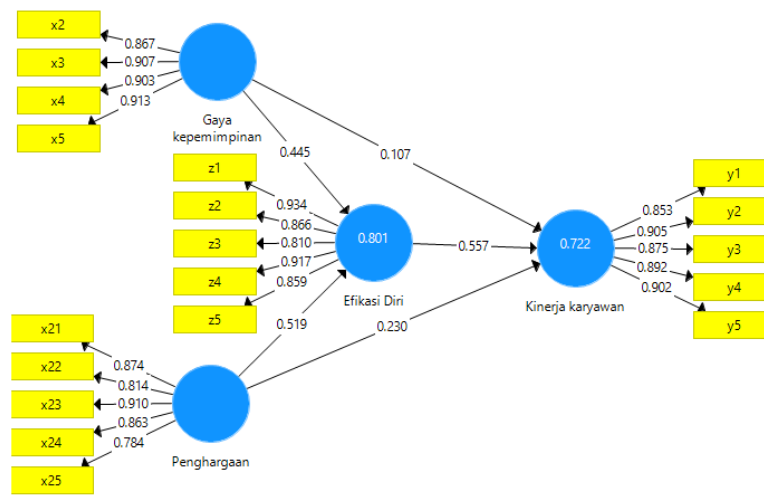 x2
x3
x4
x5
0.867
0.907
0.903
0.913
Gaya
kepemimpinan
0.445
0.107
z1
z2
z3
z4
z5
0.934
0.866
0.810
0.917
0.859
0.801
Efikasi Diri
0.557
0.722
Kinerja karyawan
0.853
0.905
0.875
0.892
0.902
y1
y2
y3
y4
y5
0.519
0.230
x21
x22
x23
x24
x25
0.874
0.814
0.910
0.863
0.784
Penghargaan